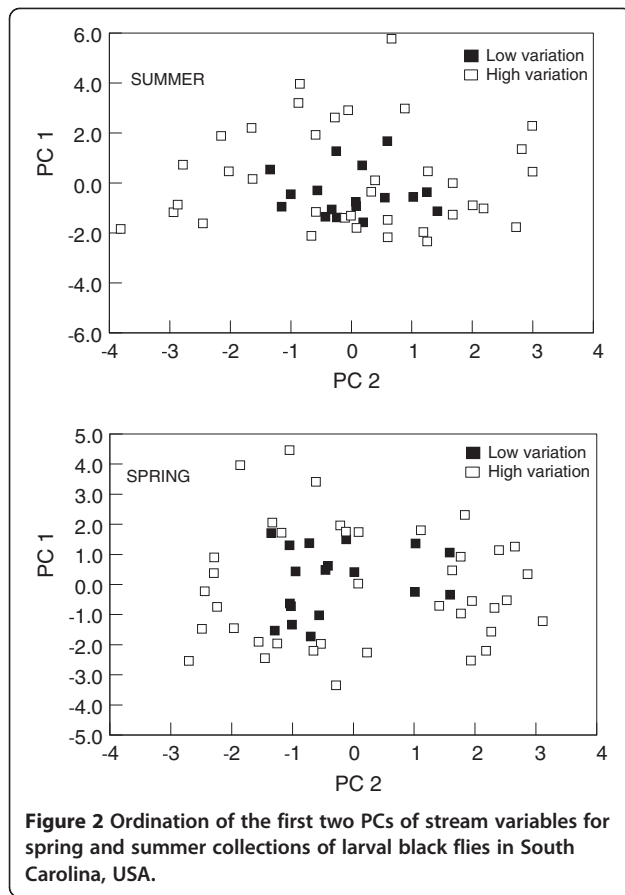 Low variation
High variation
SUMMER
6.0
4.0
2.0
0.0
-2.0
-4.0
-6.0
PC 1
-4 -3 -2 -1 0 1 2 3 4
PC 2
Low variation
High variation
SPRING
5.0
4.0
3.0
2.0
1.0
0.0
-1.0
-2.0
-3.0
-4.0
-5.0
PC 1
-4 -3 -2 -1 0 1 2 3 4
PC 2
Figure 2 Ordination of the first two PCs of stream variables for
spring and summer collections of larval black flies in South
Carolina, USA.